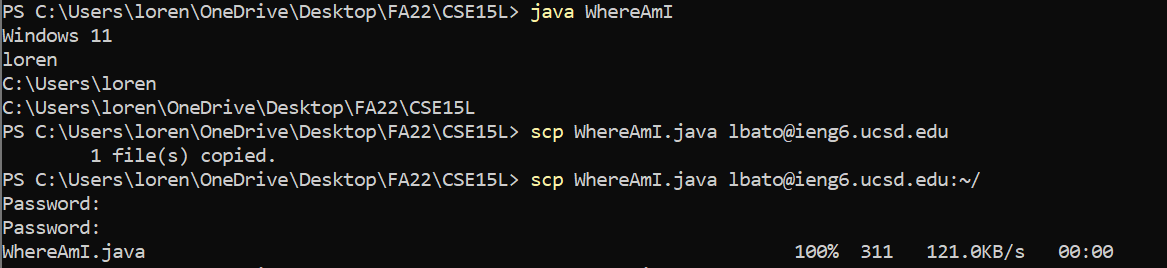 PS C:\Users\loren\OneDrive\Desktop\FA22\CSE15L> java WhereAmI
Windows 11
loren
C:\Users\loren
C:\Users\loren\OneDrive\Desktop\FA22\CSE15L
PS C:\Users\loren\OneDrive\Desktop\FA22\CSE15L> scp WhereAmI.java lbato@ieng6.ucsd.edu
        1 file(s) copied.
PS C:\Users\loren\OneDrive\Desktop\FA22\CSE15L> scp WhereAmI.java lbato@ieng6.ucsd.edu:~/
Password:
Password:
WhereAmI.java                                                 100%  311   121.0KB/s   00:00